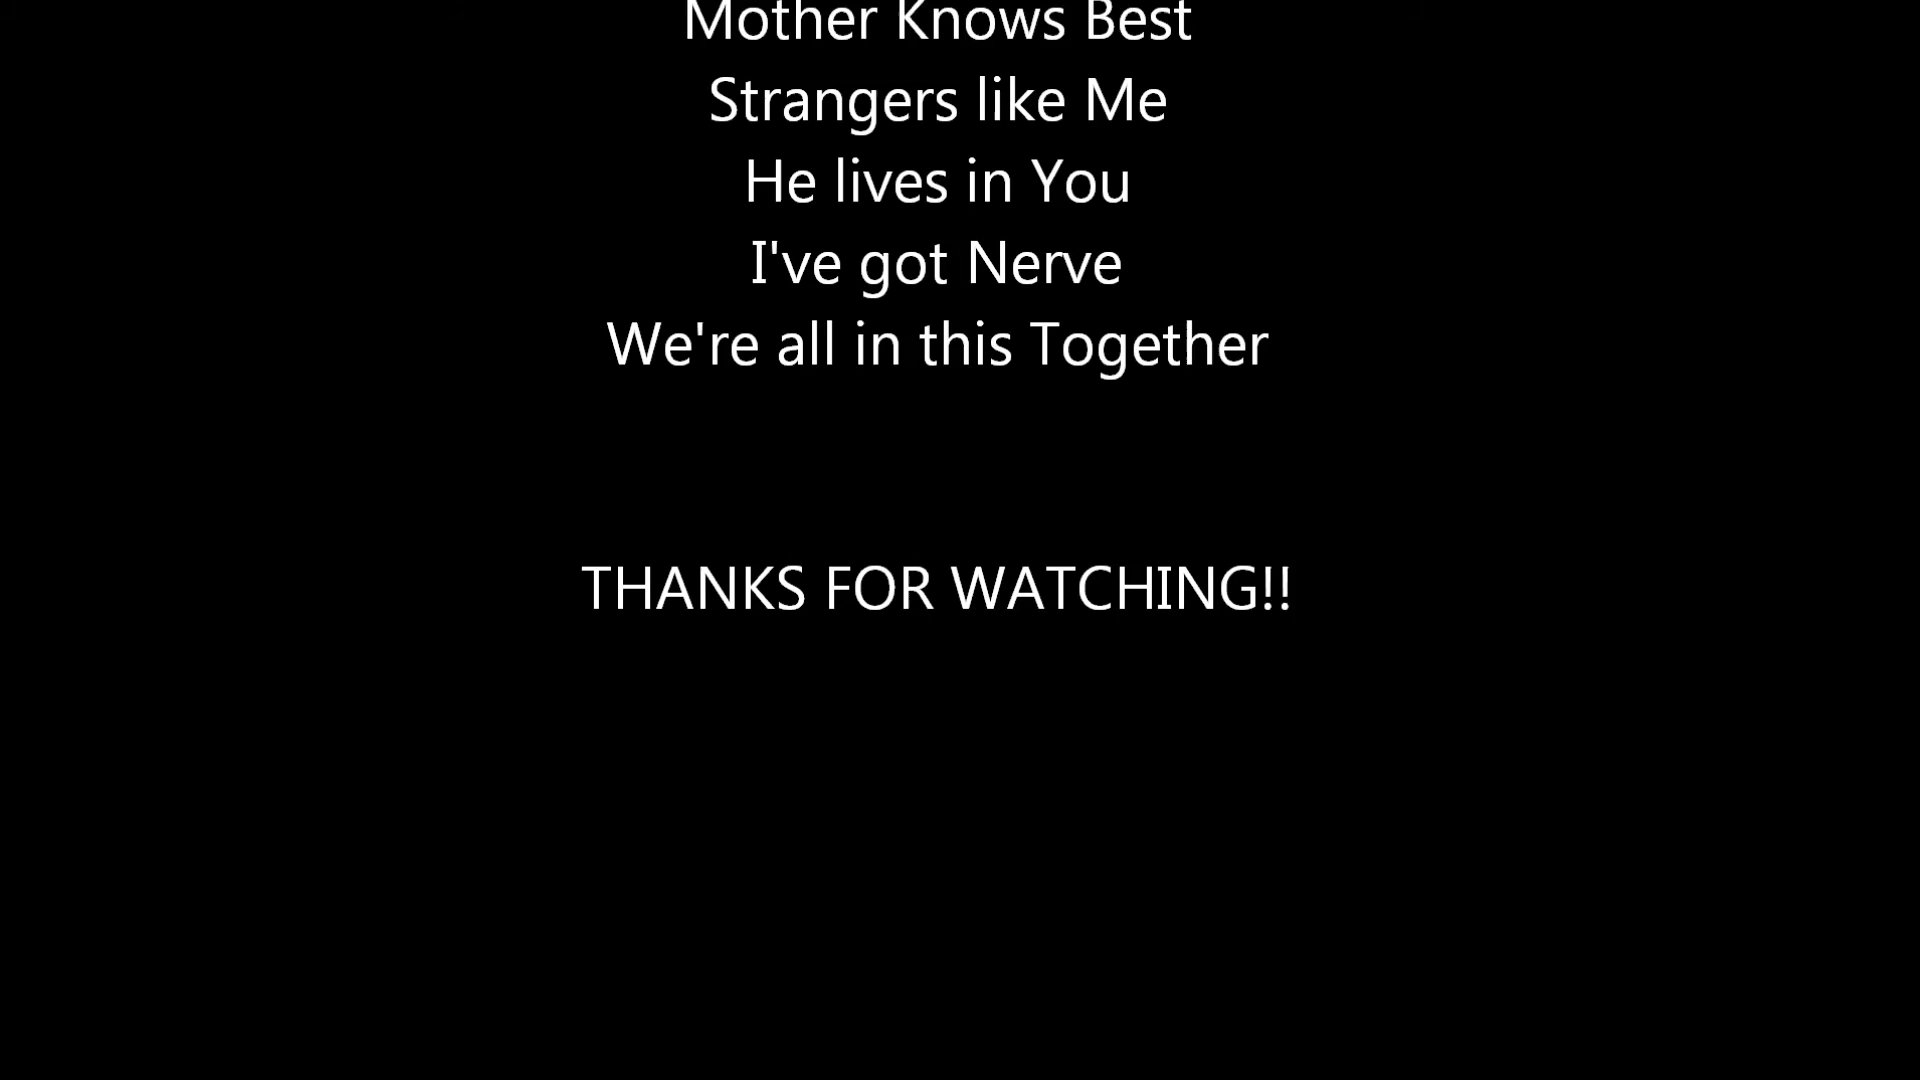 Mother Knows Best
Strangers like Me
He lives in You
I've got Nerve
We're all in this Together
THANKS FOR WATCHING!!